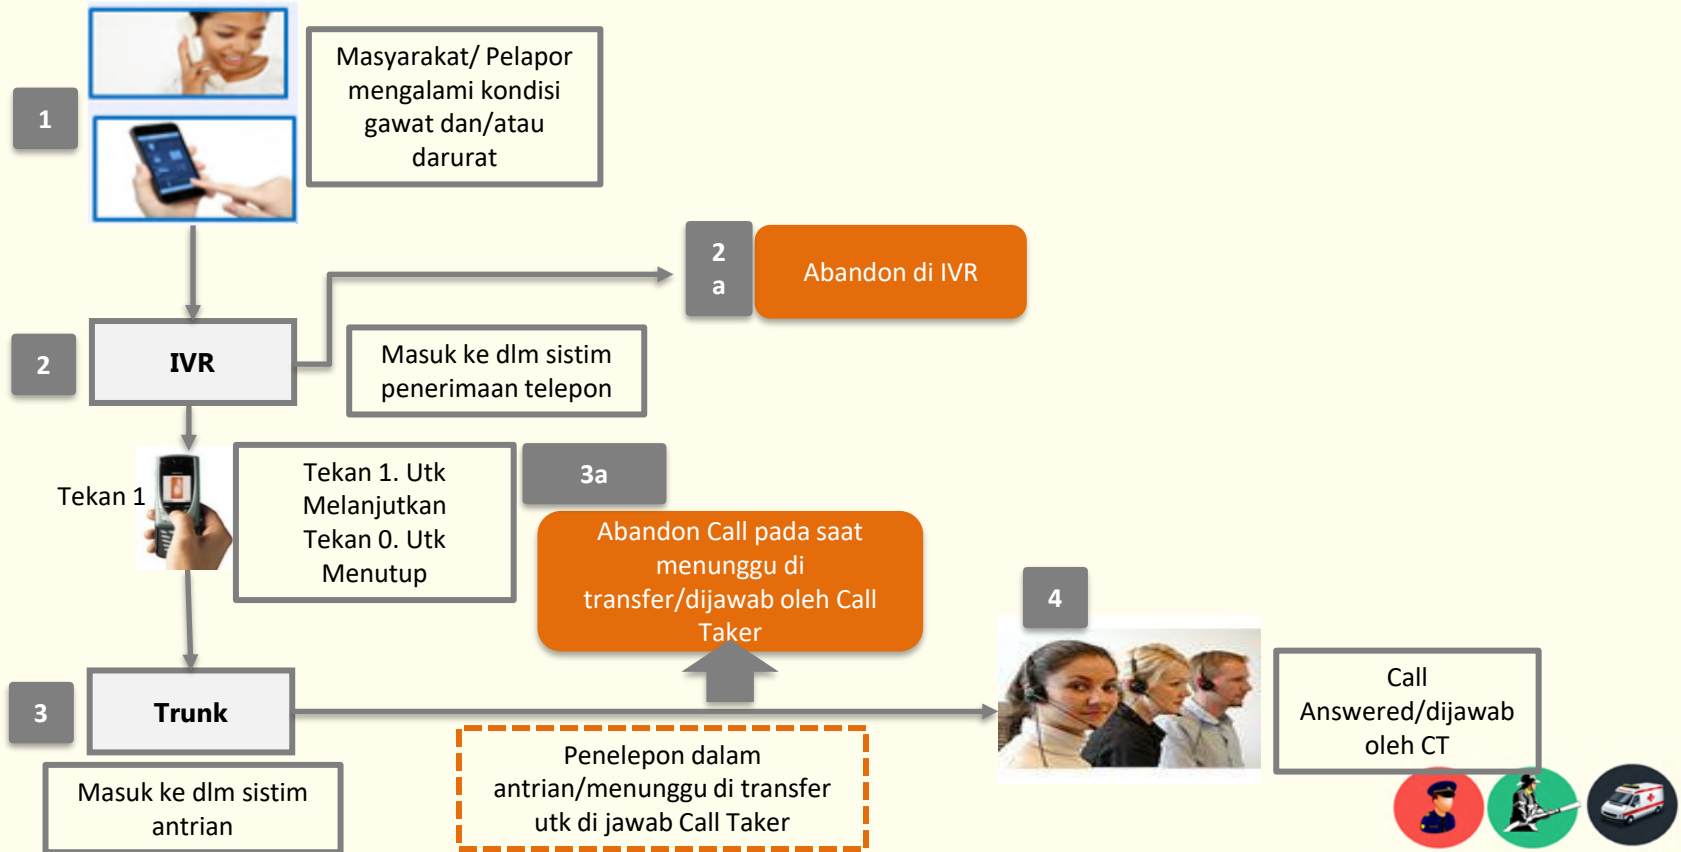 1
Masyarakat/ Pelapor
mengalami kondisi
gawat dan/atau
darurat
2
a
Abandon di IVR
2
IVR
Masuk ke dlm sistim
penerimaan telepon
Tekan 1
Tekan 1. Utk
Melanjutkan
Tekan 0. Utk
Menutup
3a
Abandon Call pada saat
menunggu di
transfer/dijawab oleh Call
Taker
4
Call
Answered/dijawab
oleh CT
3
Trunk
Masuk ke dlm sistim
antrian
Penelepon dalam
antrian/menunggu di transfer
utk di jawab Call Taker